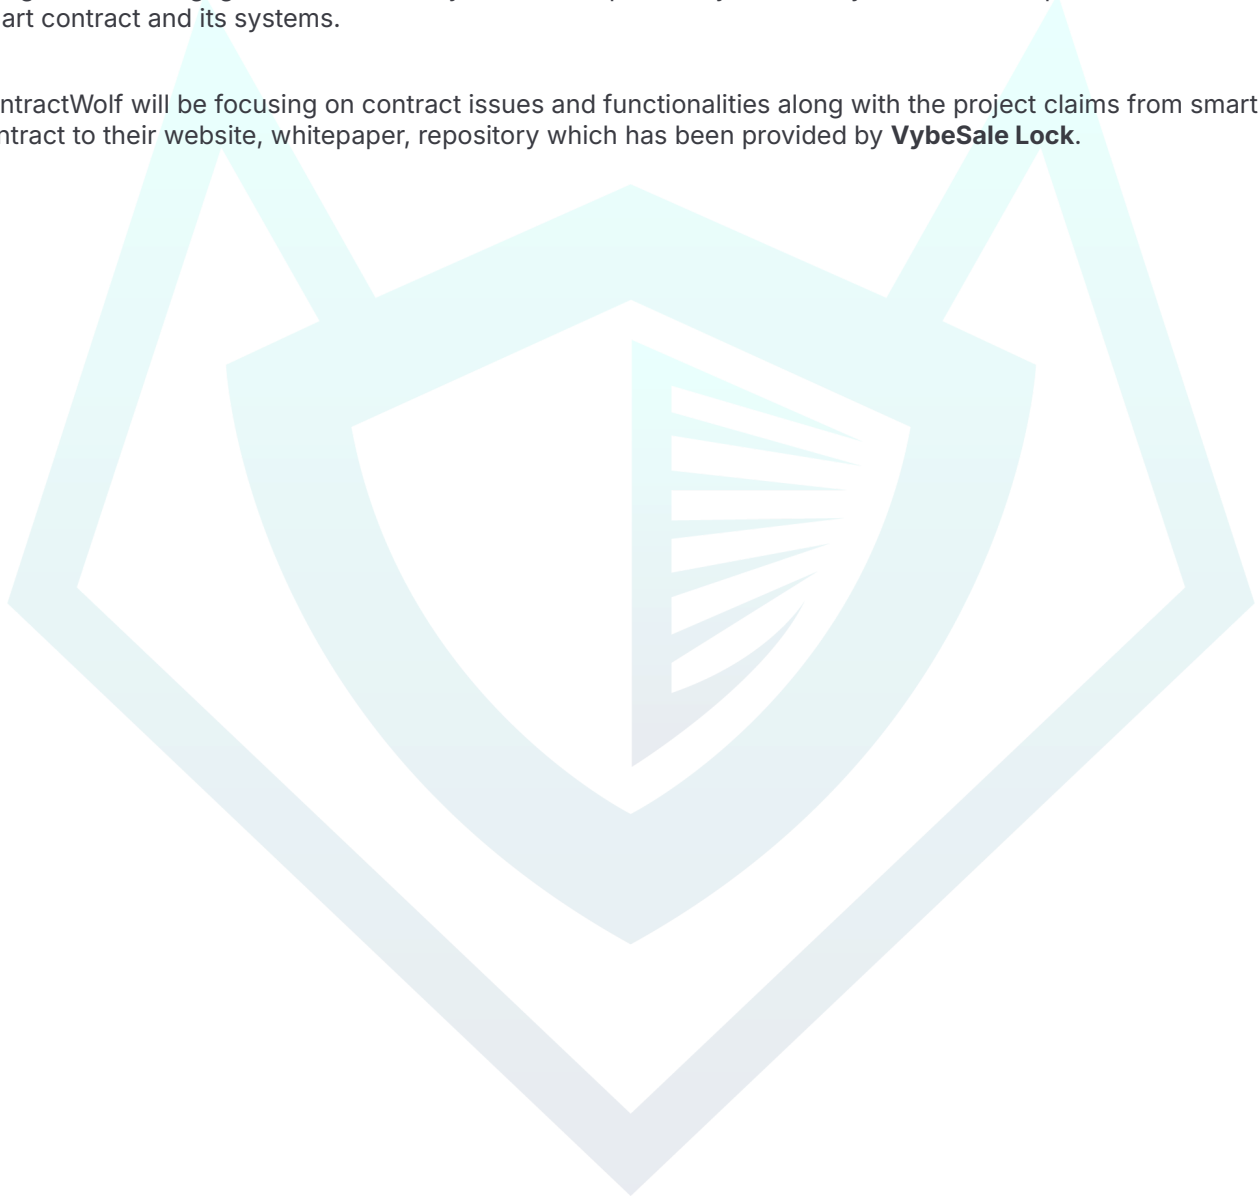 art contract and its systems.
ntractWolf will be focusing on contract issues and functionalities along with the project claims from smart
ntract to their website, whitepaper, repository which has been provided by VybeSale Lock.